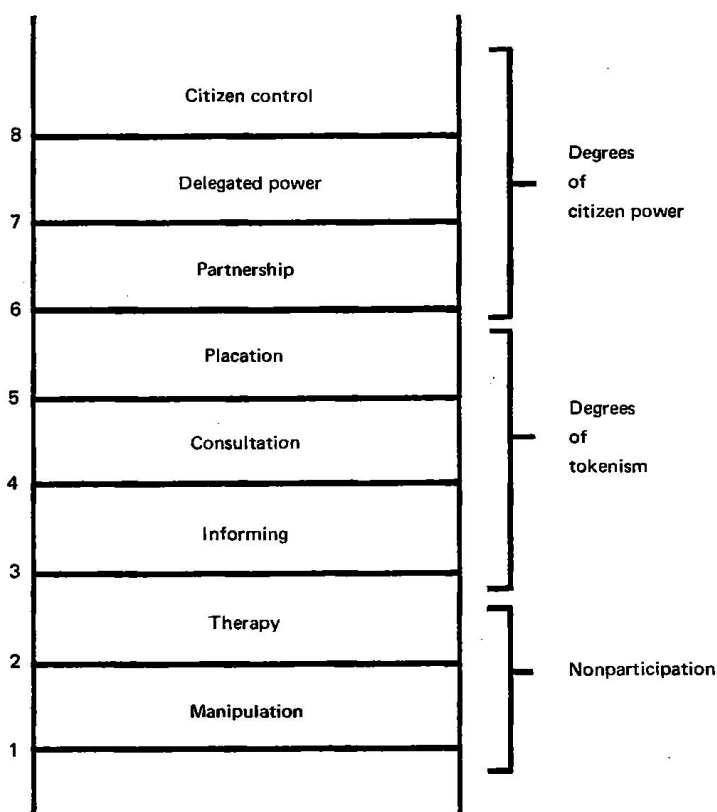 Citizen control
8
Delegated power
7
Partnership
6
Placation
5
Consultation
4
Informing
3
Therapy
2
Manipulation
1
Degrees
of
citizen power
Degrees
of
tokenism
Nonparticipation